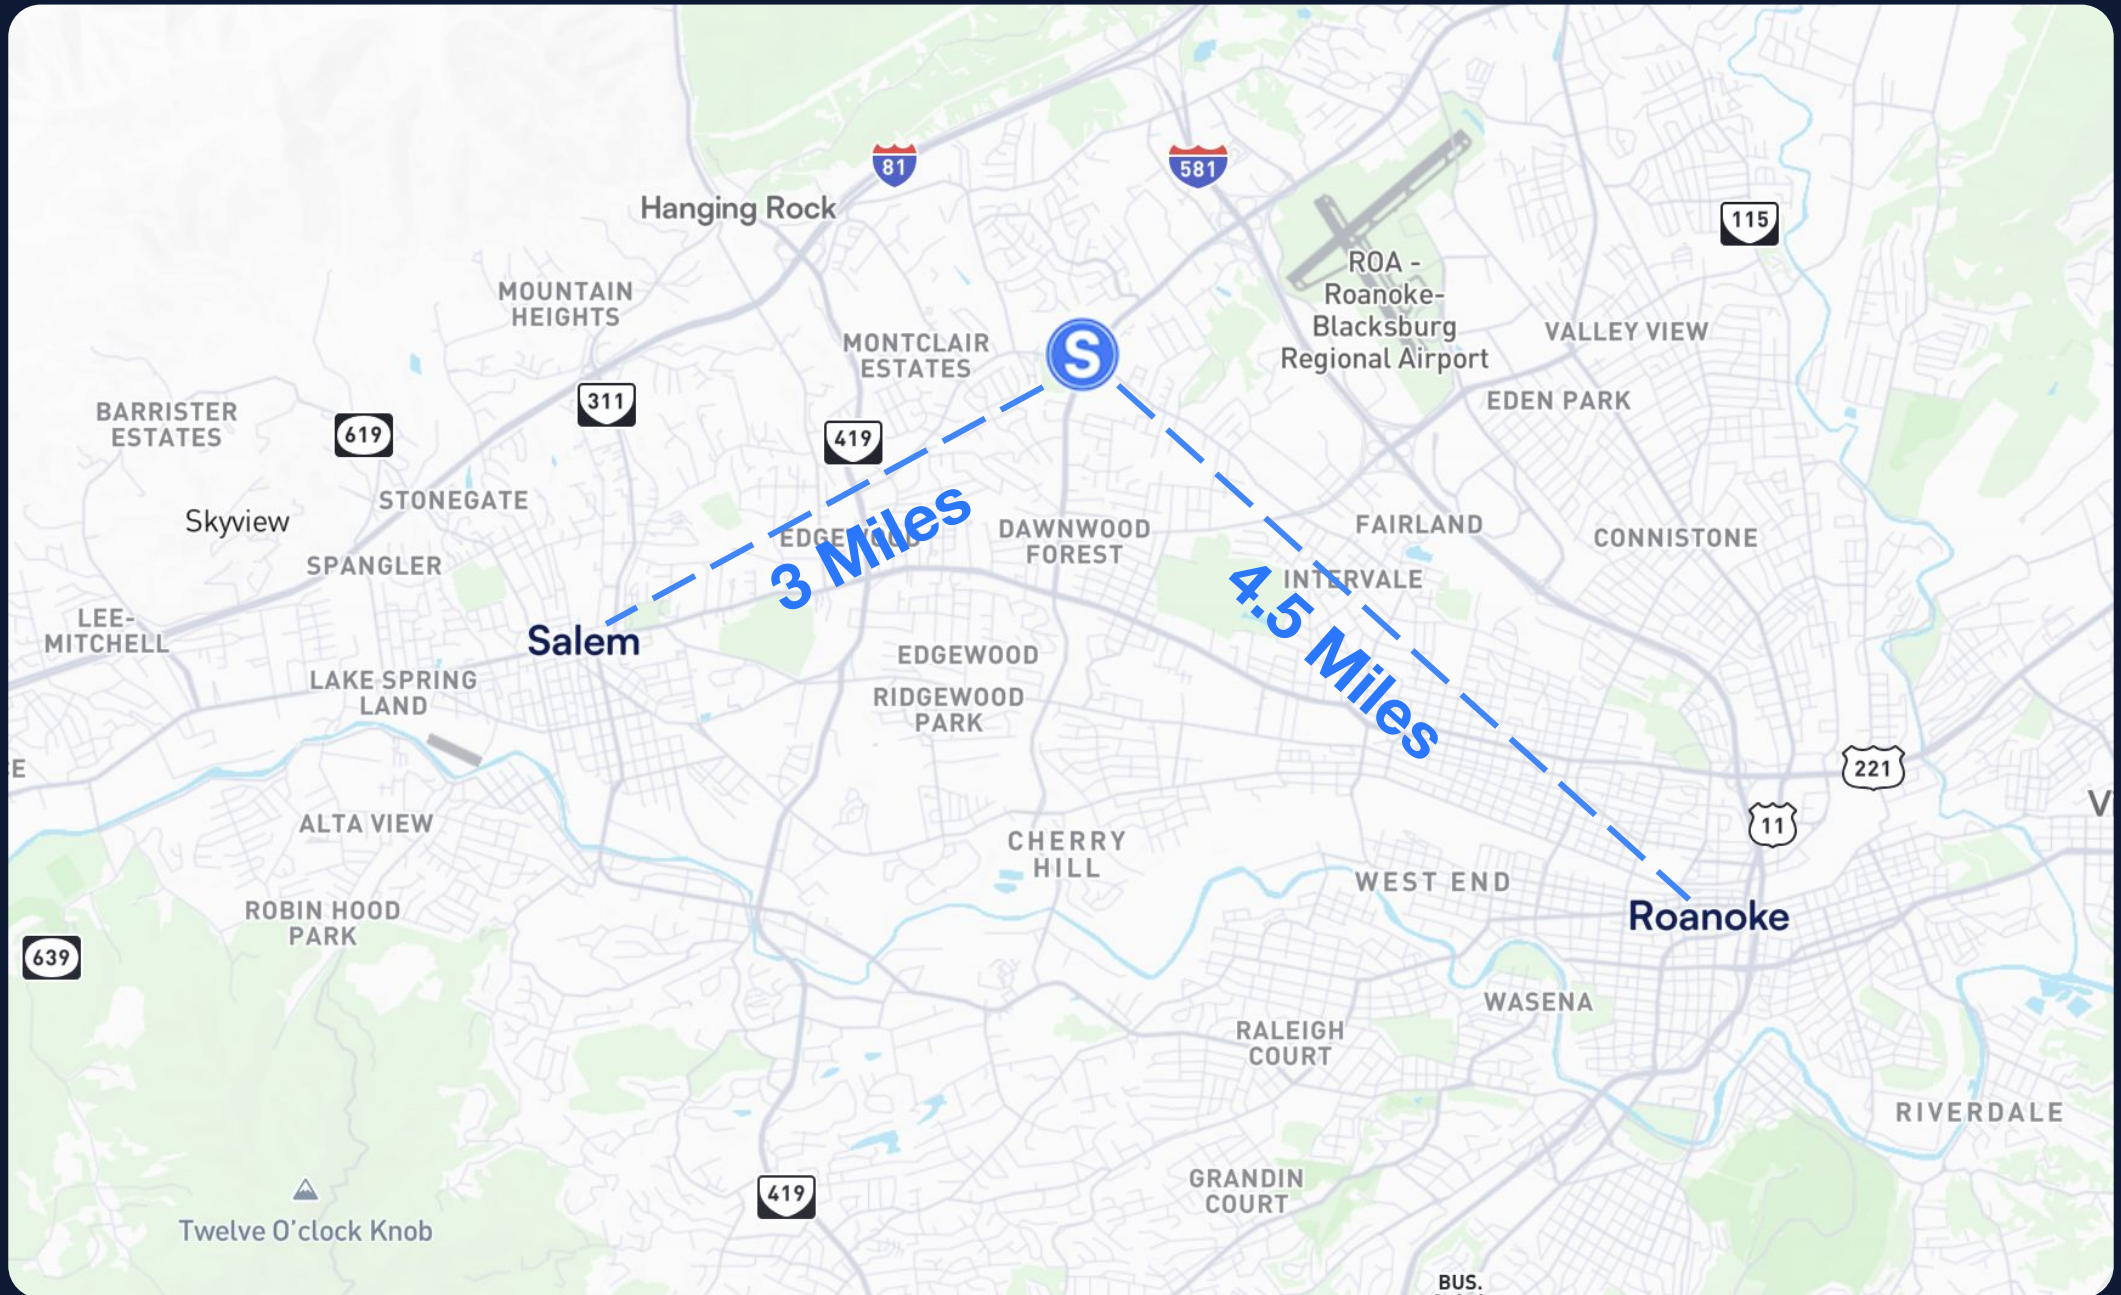 81
581
Hanging Rock
115
ROA -
Roanoke-
Blacksburg
Regional Airport
MOUNTAIN
HEIGHTS
MONTCLAIR
ESTATES
S
VALLEY VIEW
311
EDEN PARK
BARRISTER
ESTATES
619
419
STONEGATE
Skyview
3 Miles
DAWNWOOD
FOREST
FAIRLAND
CONNISTONE
EDGEWOOD
SPANGLER
INTERVALE
4.5 Miles
LEE-
MITCHELL
Salem
EDGEWOOD
LAKE SPRING
LAND
RIDGEWOOD
PARK
E
221
V
ALTA VIEW
11
CHERRY
HILL
WEST END
ROBIN HOOD
PARK
Roanoke
639
WASENA
RALEIGH
COURT
RIVERDALE
419
GRANDIN
COURT
Twelve O'clock Knob
BUS.